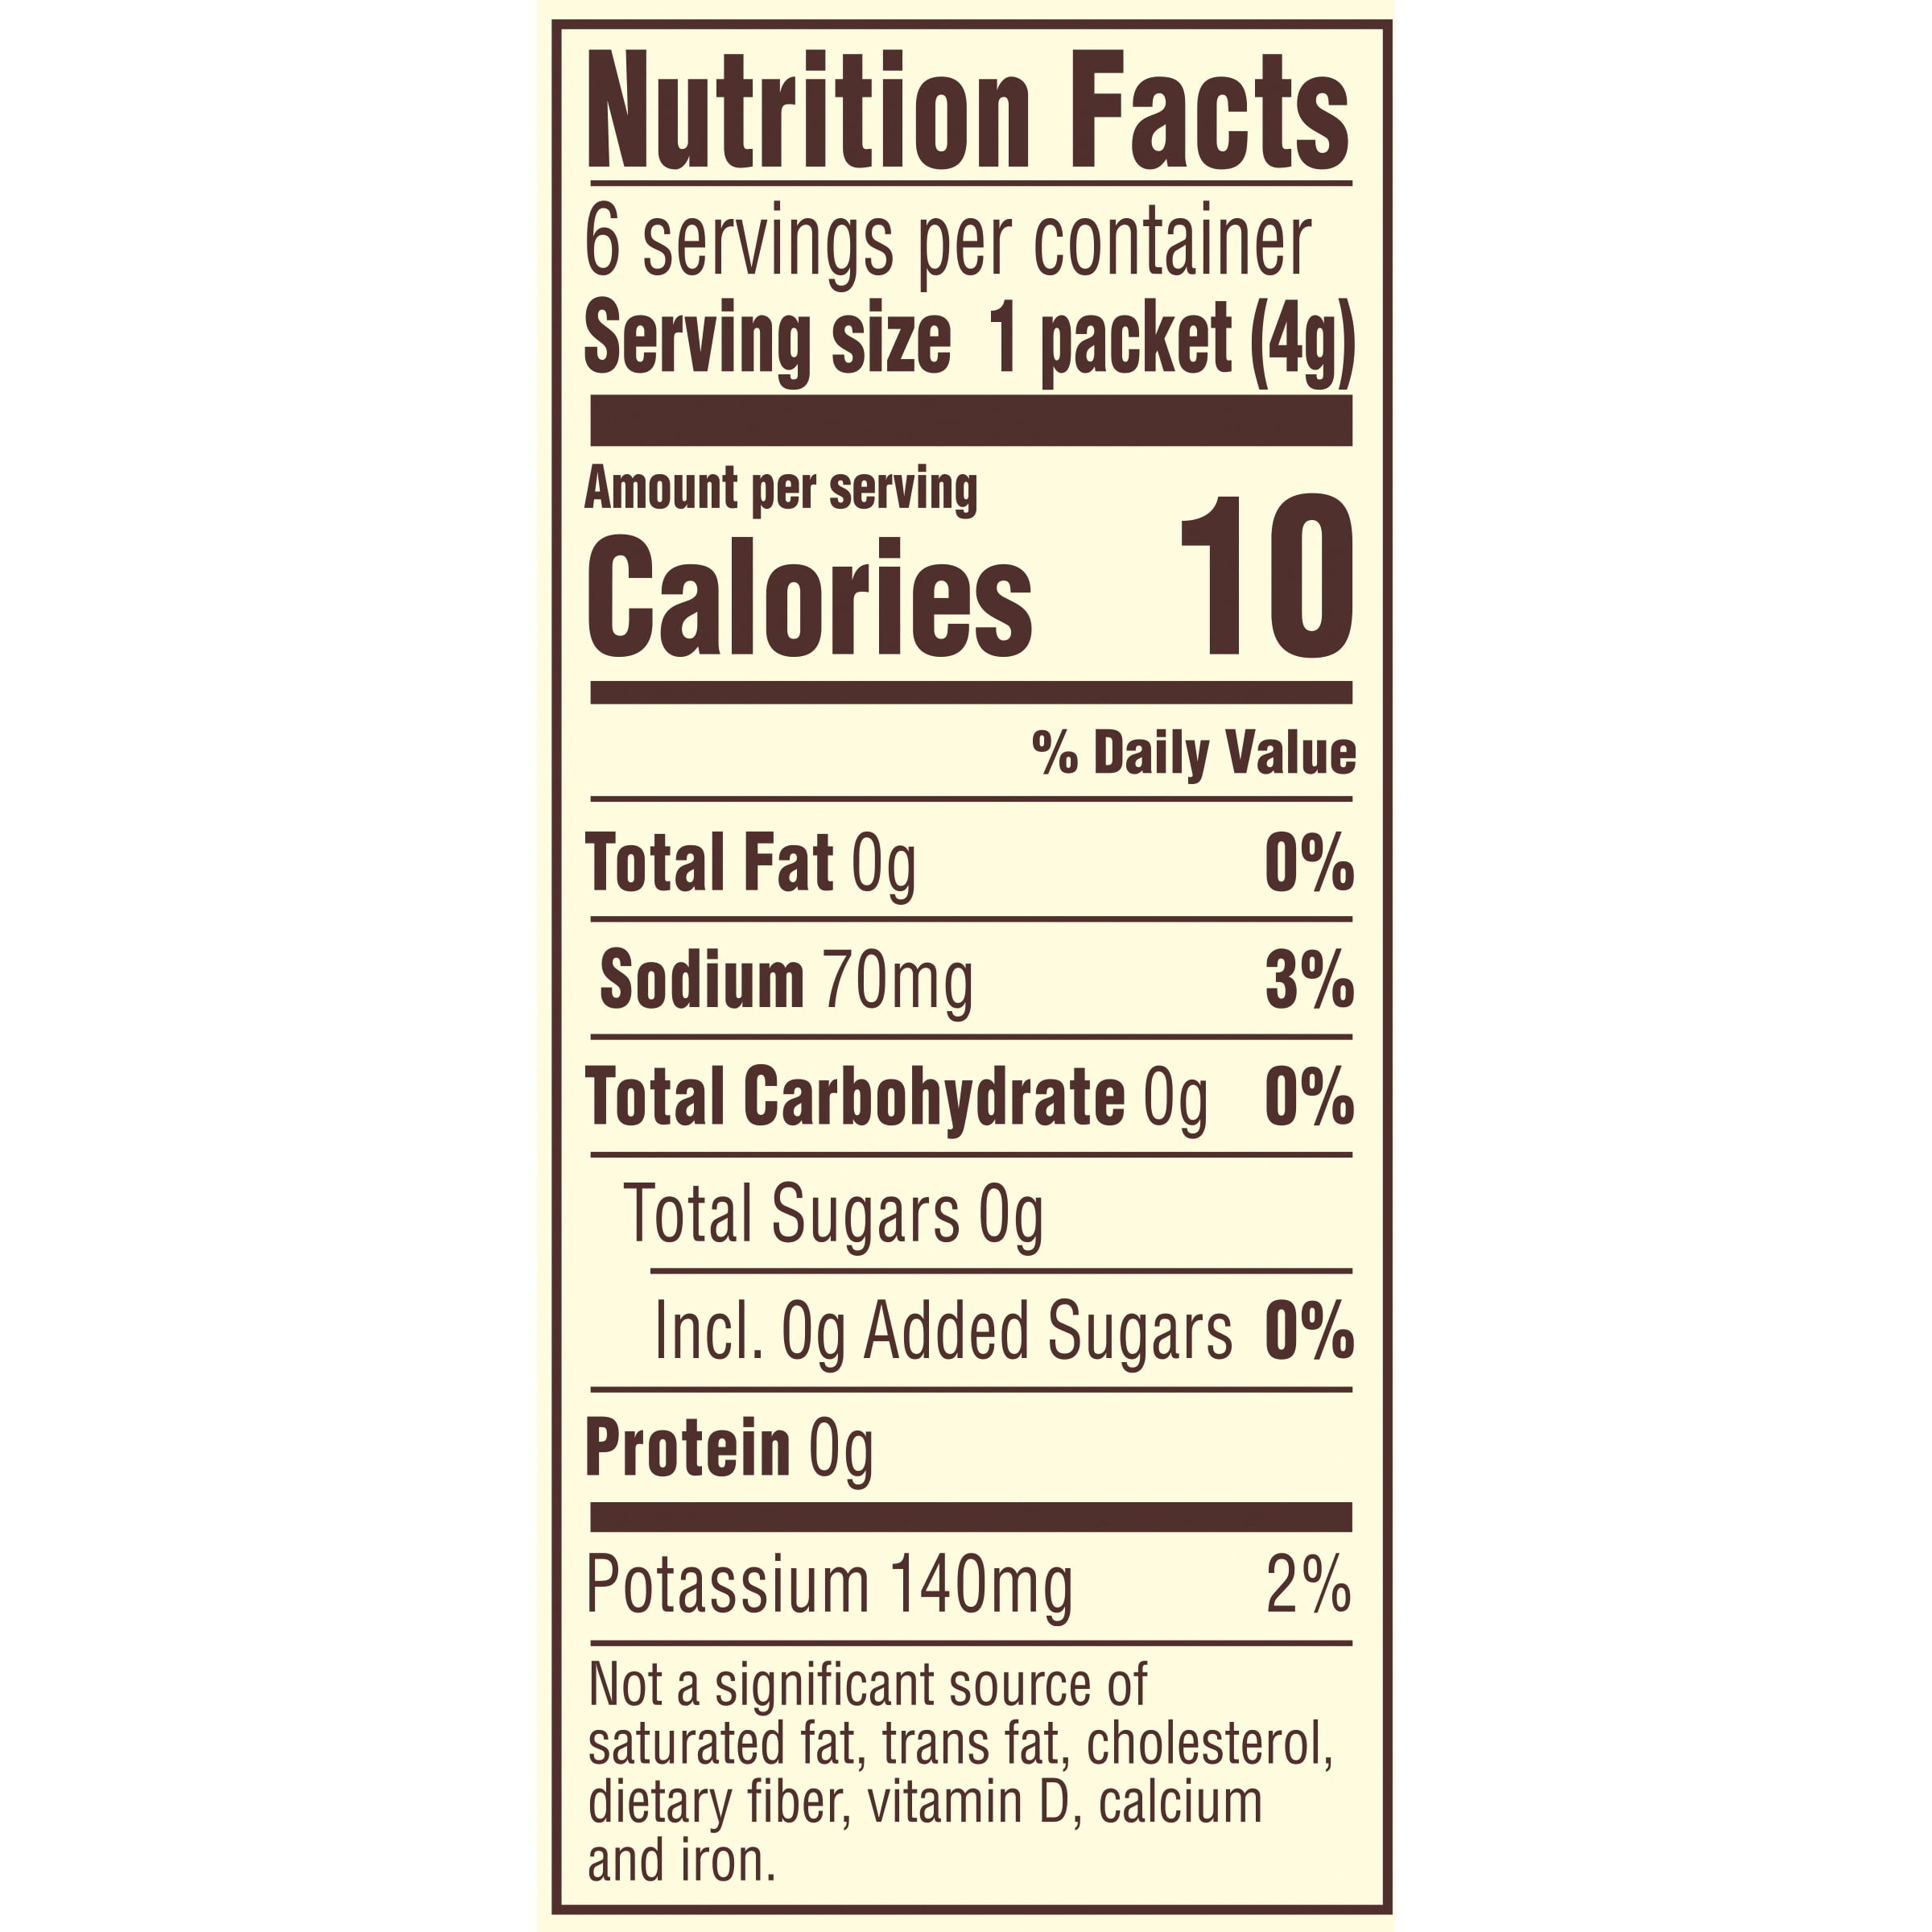 Nutrition Facts
6 servings per container
Serving size 1 packet (4g)
Amount per serving
Calories 10
% Daily Value
Total Fat 0g 0%
Sodium 70mg 3%
Total Carbohydrate 0g 0%
Total Sugars 0g
Incl. 0g Added Sugars 0%
Protein 0g
Potassium 140mg 2%
Not a significant source of
saturated fat, trans fat, cholesterol,
dietary fiber, vitamin D, calcium
and iron.